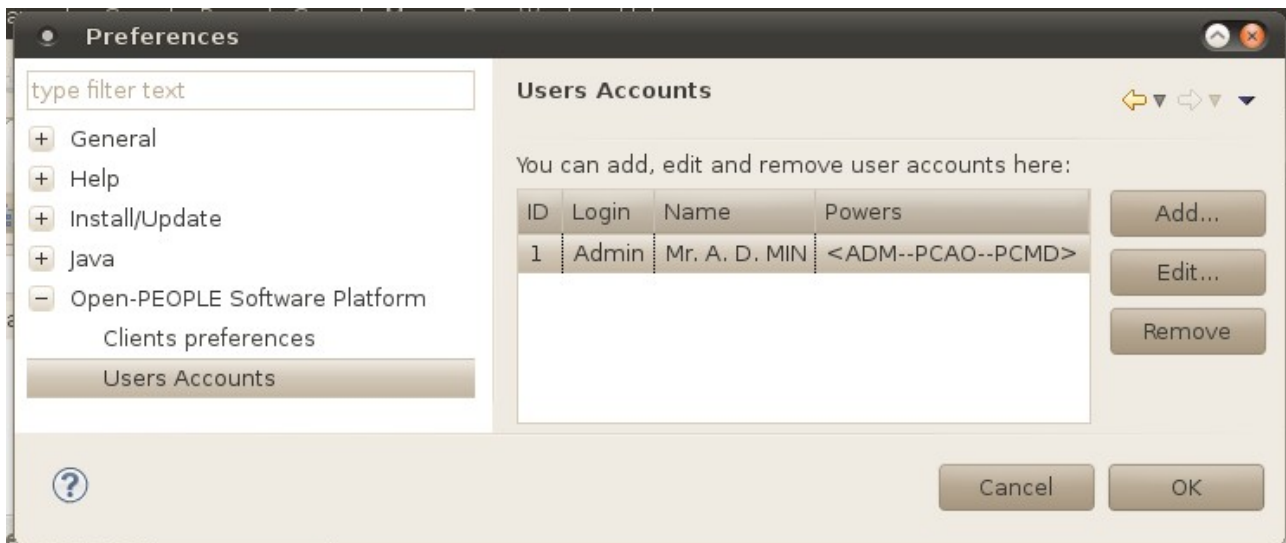 Preferences
type filter text
General
Help
Install/Update
Java
Open-PEOPLE Software Platform
Clients preferences
Users Accounts
Users Accounts
You can add, edit and remove user accounts here:
ID Login Name Powers
1 Admin Mr. A. D. MIN <ADM--PCAO--PCMD>
Add...
Edit...
Remove
Cancel
OK